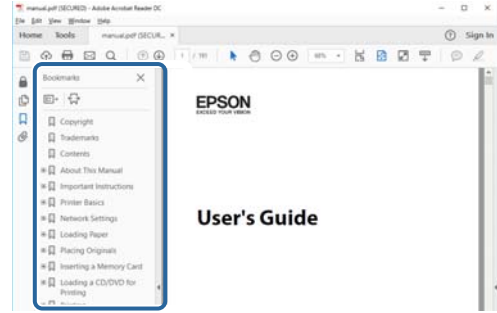 manual.pdf (SECURED) - Adobe Acrobat Reader DC
File Edit View Window Help
Home Tools manual.pdf (SECUR... ×
Sign In
1 / 191
Bookmarks
Copyright
Trademarks
Contents
About This Manual
Important Instructions
Printer Basics
Network Settings
Loading Paper
Placing Originals
Inserting a Memory Card
Loading a CD/DVD for
Printing
EPSON
EXCEED YOUR VISION
User's Guide